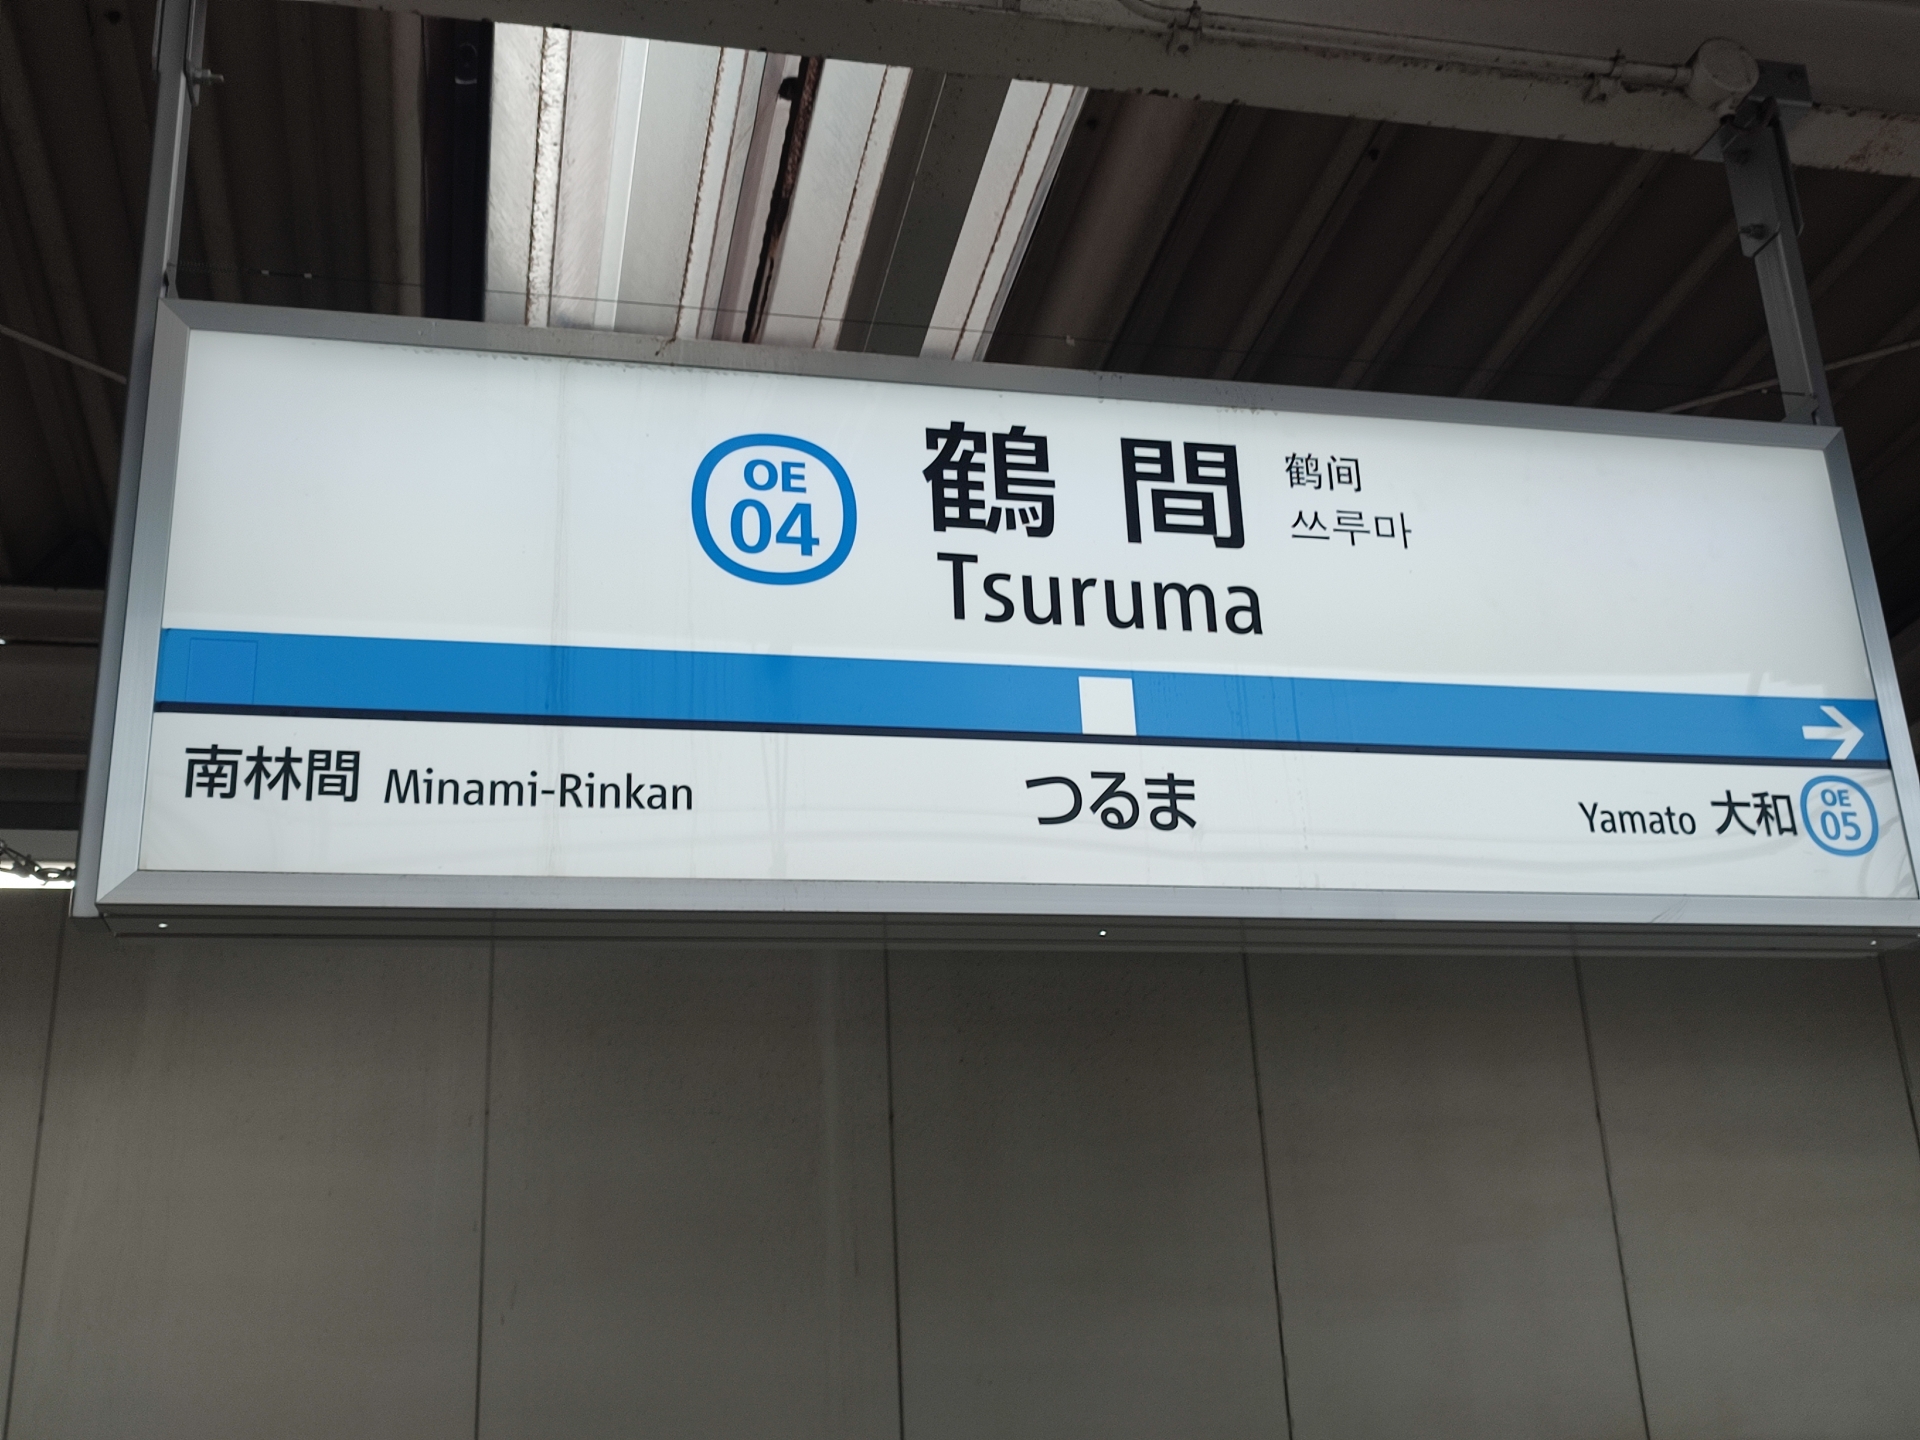 OE
04
鶴間
鹤间
쓰루마
Tsuruma
南林間 Minami-Rinkan
つるま
Yamato 大和
OE
05